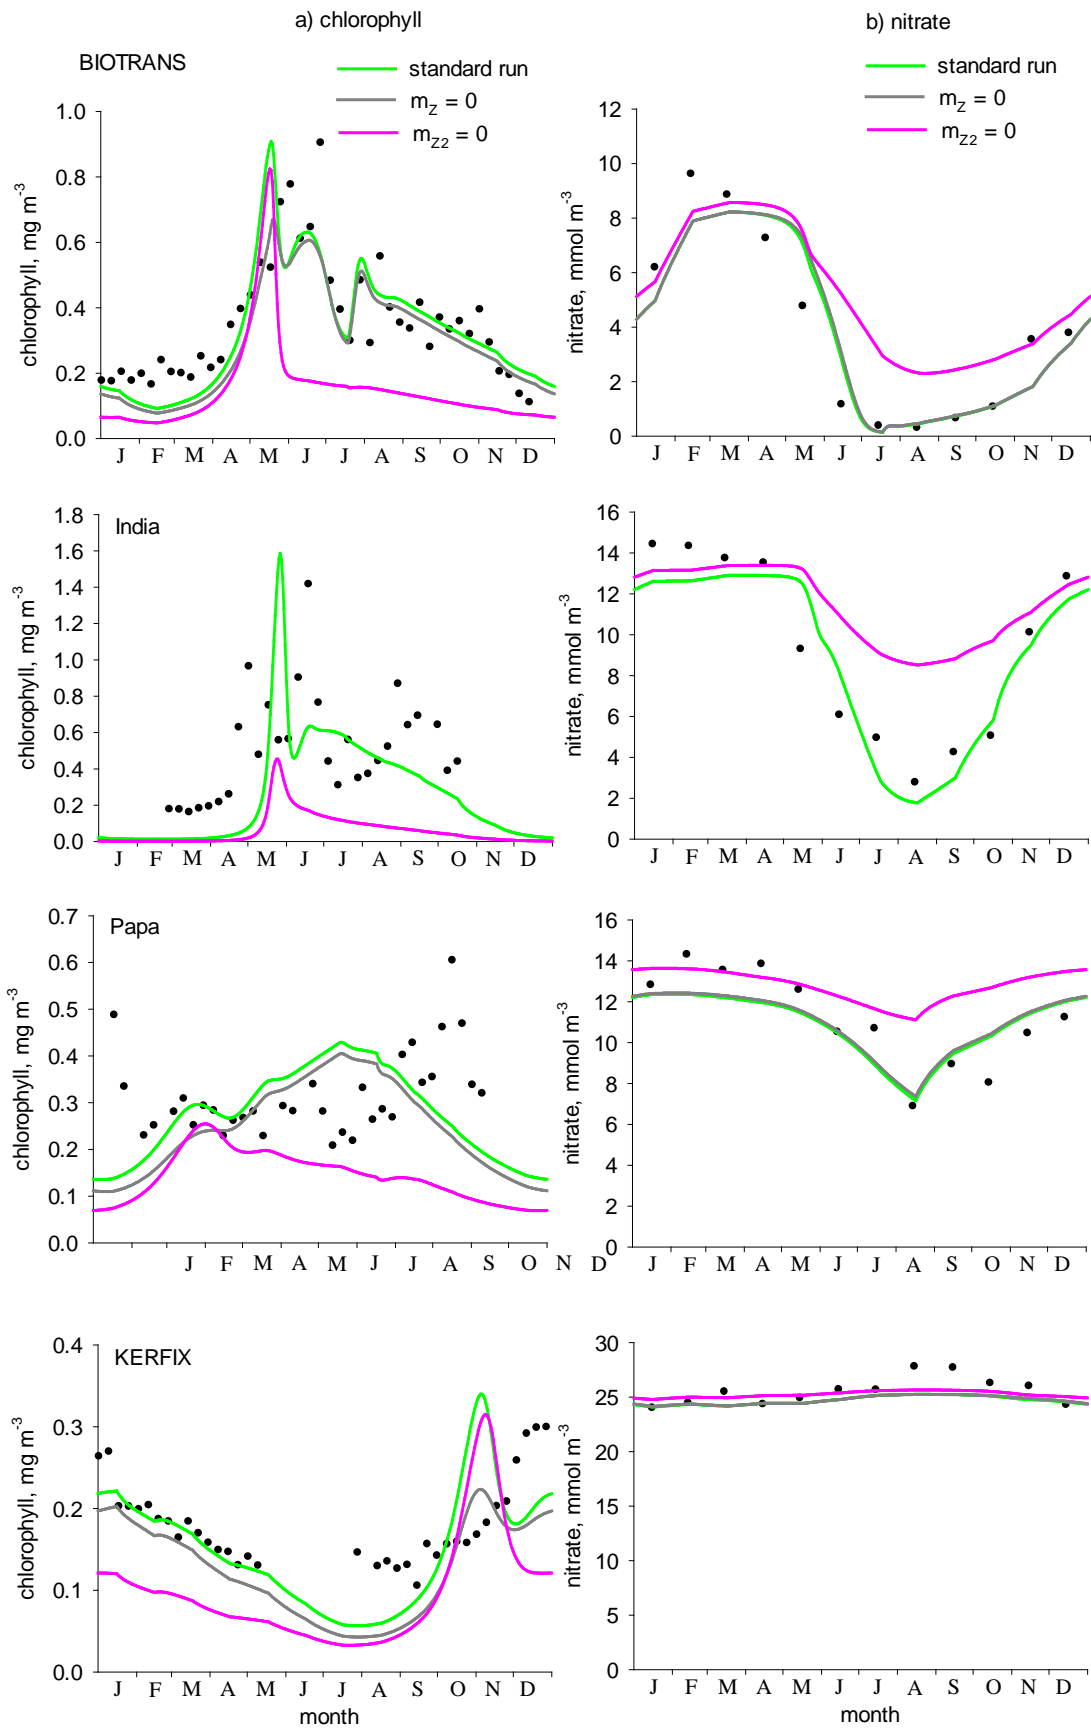 a) chlorophyll
b) nitrate
BIOTRANS
standard run
m_Z = 0
m_Z2 = 0
standard run
m_Z = 0
m_Z2 = 0
chlorophyll, mg m⁻³
1.0
0.8
0.6
0.4
0.2
0.0
J F M A M J J A S O N D
nitrate, mmol m⁻³
12
10
8
6
4
2
0
J F M A M J J A S O N D
India
chlorophyll, mg m⁻³
1.8
1.6
1.4
1.2
1.0
0.8
0.6
0.4
0.2
0.0
J F M A M J J A S O N D
nitrate, mmol m⁻³
16
14
12
10
8
6
4
2
0
J F M A M J J A S O N D
Papa
chlorophyll, mg m⁻³
0.7
0.6
0.5
0.4
0.3
0.2
0.1
0.0
J F M A M J J A S O N D
nitrate, mmol m⁻³
16
14
12
10
8
6
4
2
0
J F M A M J J A S O N D
KERFIX
chlorophyll, mg m⁻³
0.4
0.3
0.2
0.1
0.0
J F M A M J J A S O N D
month
nitrate, mmol m⁻³
30
25
20
15
10
5
0
J F M A M J J A S O N D
month